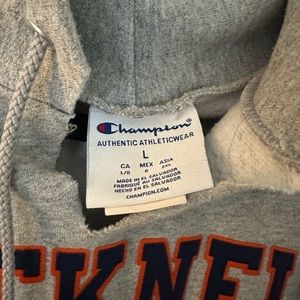 Champion
AUTHENTIC ATHLETICWEAR
L
CA MEX ASIA
L/G G 2XL
MADE IN EL SALVADOR
FABRIQUÉ AU SALVADOR
HECHO EN EL SALVADOR
CHAMPION.COM
CKNEL